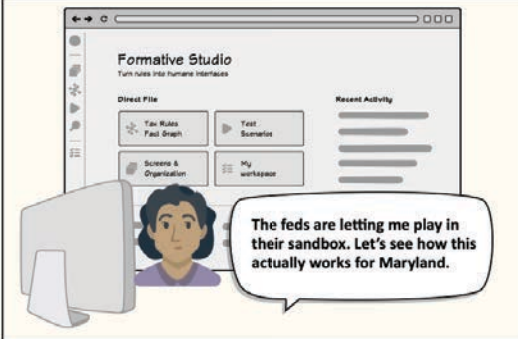 Formative Studio
Turn rules into humane interfaces
Direct File
Recent Activity
Tax Rules
Fact Graph
Test
Scenarios
Screens &
Organization
My
workspace
The feds are letting me play in
their sandbox. Let's see how this
actually works for Maryland.